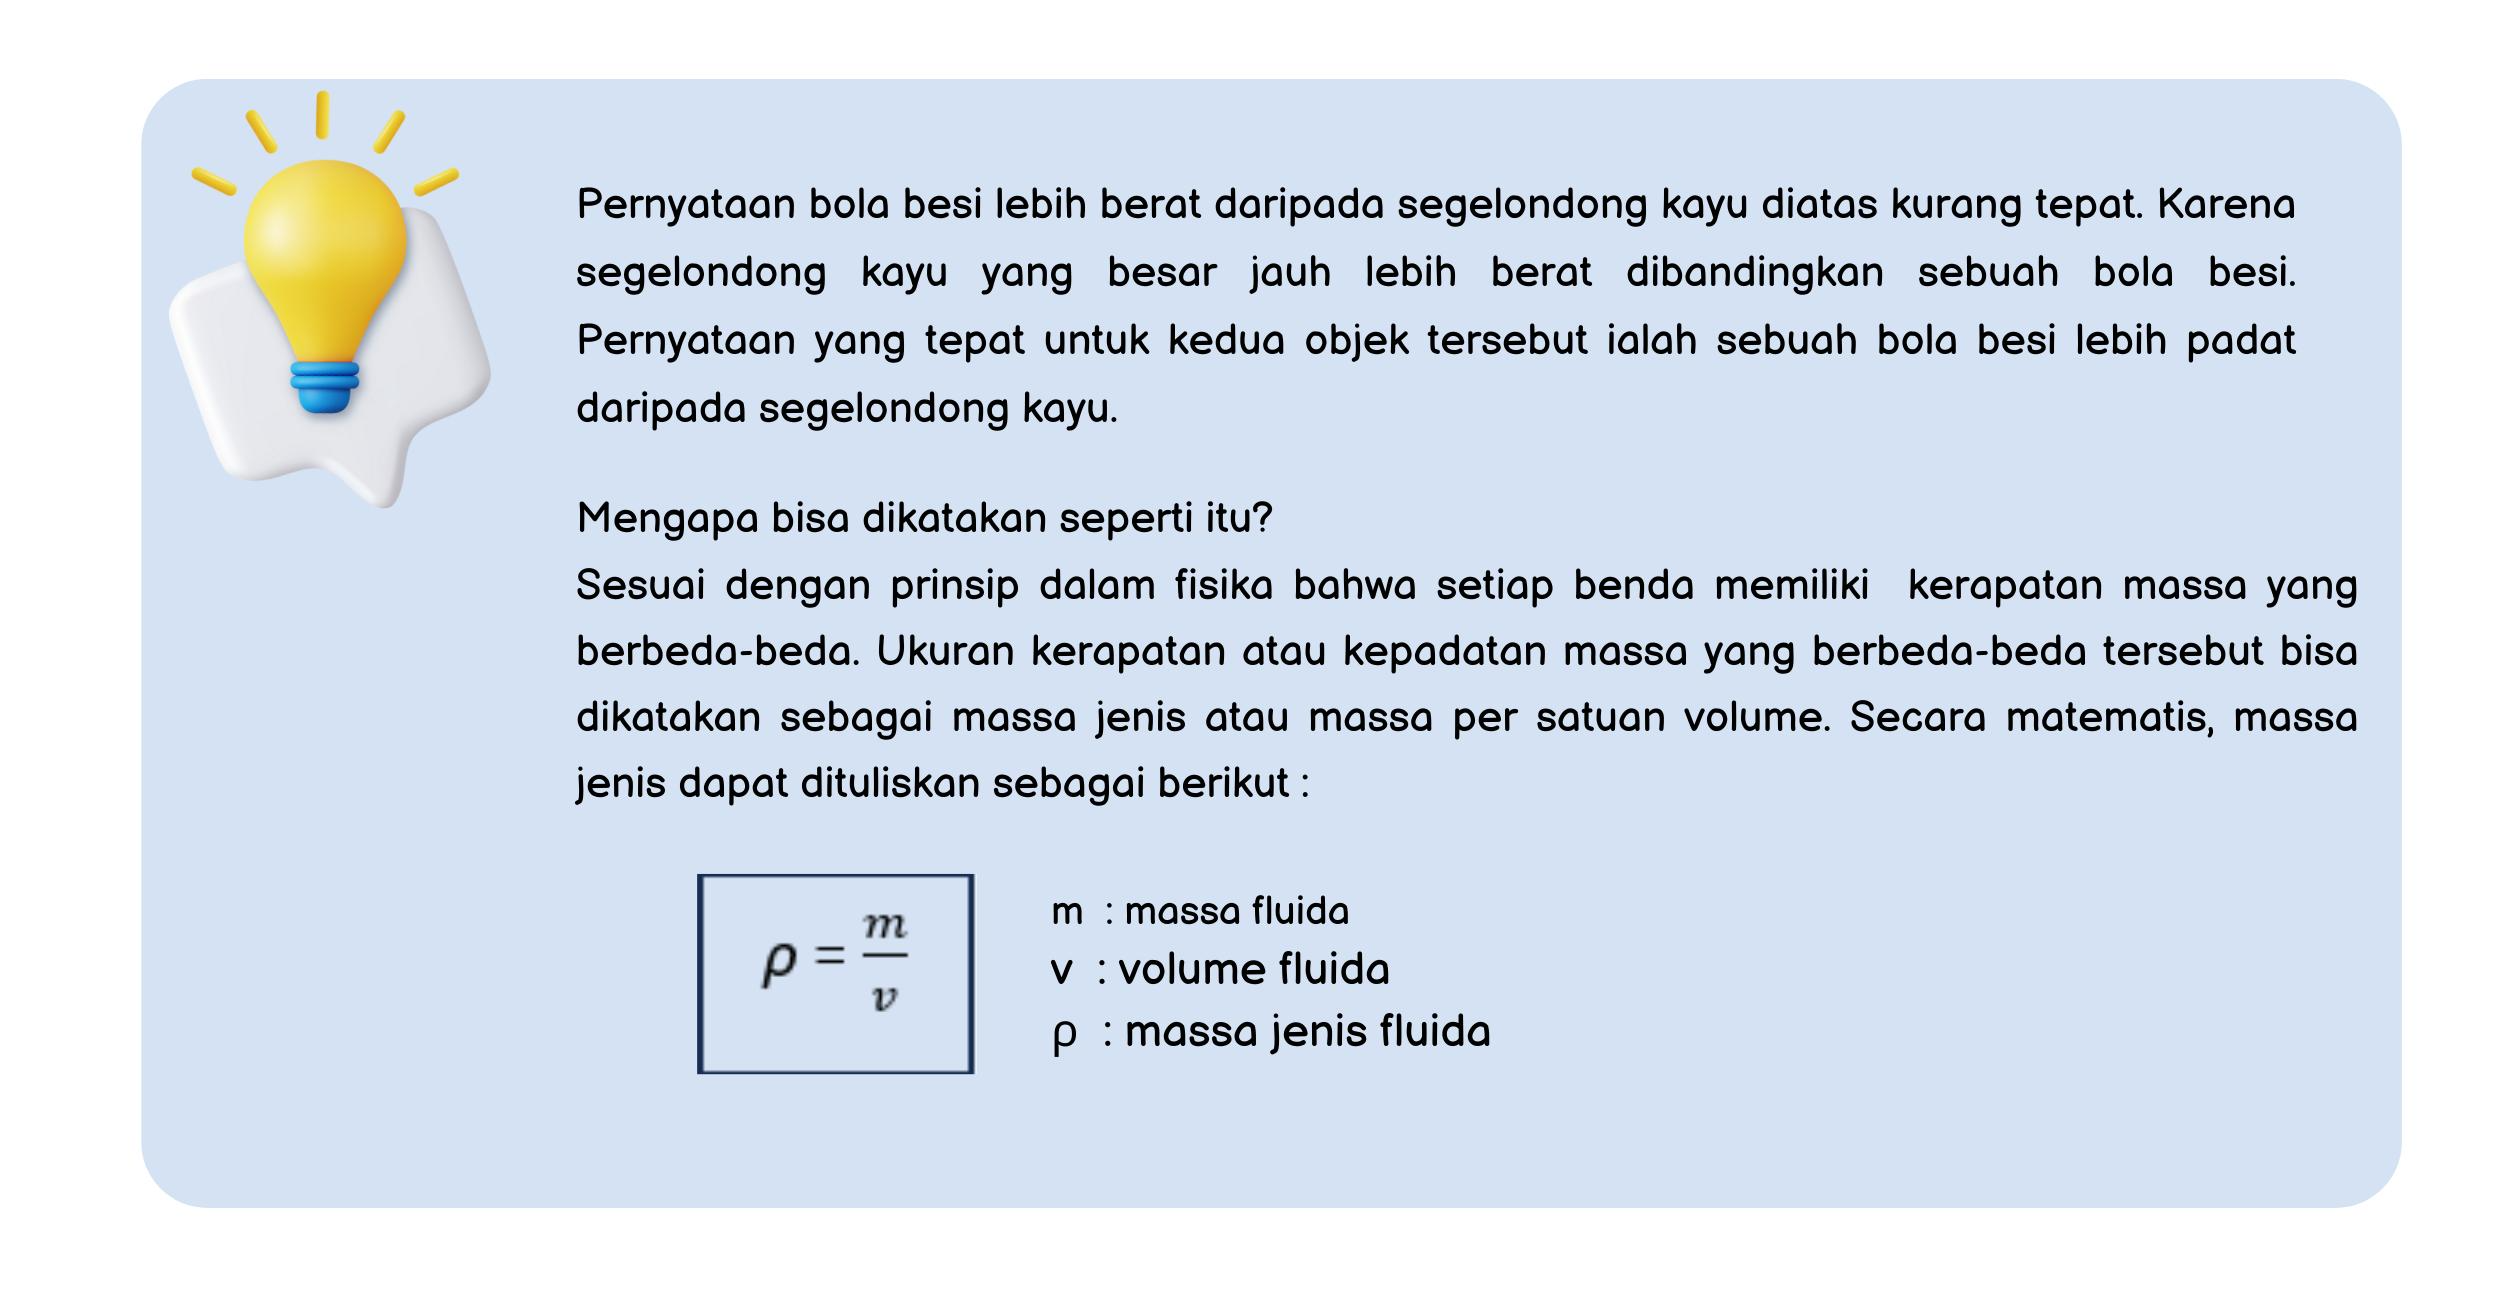 Pernyataan bola besi lebih berat daripada segelondong kayu diatas kurang tepat. Karena
segelondong kayu yang besar jauh lebih berat dibandingkan sebuah bola besi.
Pernyataan yang tepat untuk kedua objek tersebut ialah sebuah bola besi lebih padat
daripada segelondong kayu.
Mengapa bisa dikatakan seperti itu?
Sesuai dengan prinsip dalam fisika bahwa setiap benda memiliki kerapatan massa yang
berbeda-beda. Ukuran kerapatan atau kepadatan massa yang berbeda-beda tersebut bisa
dikatakan sebagai massa jenis atau massa per satuan volume. Secara matematis, massa
jenis dapat dituliskan sebagai berikut :
ρ = m/v
m : massa fluida
v : volume fluida
ρ : massa jenis fluida